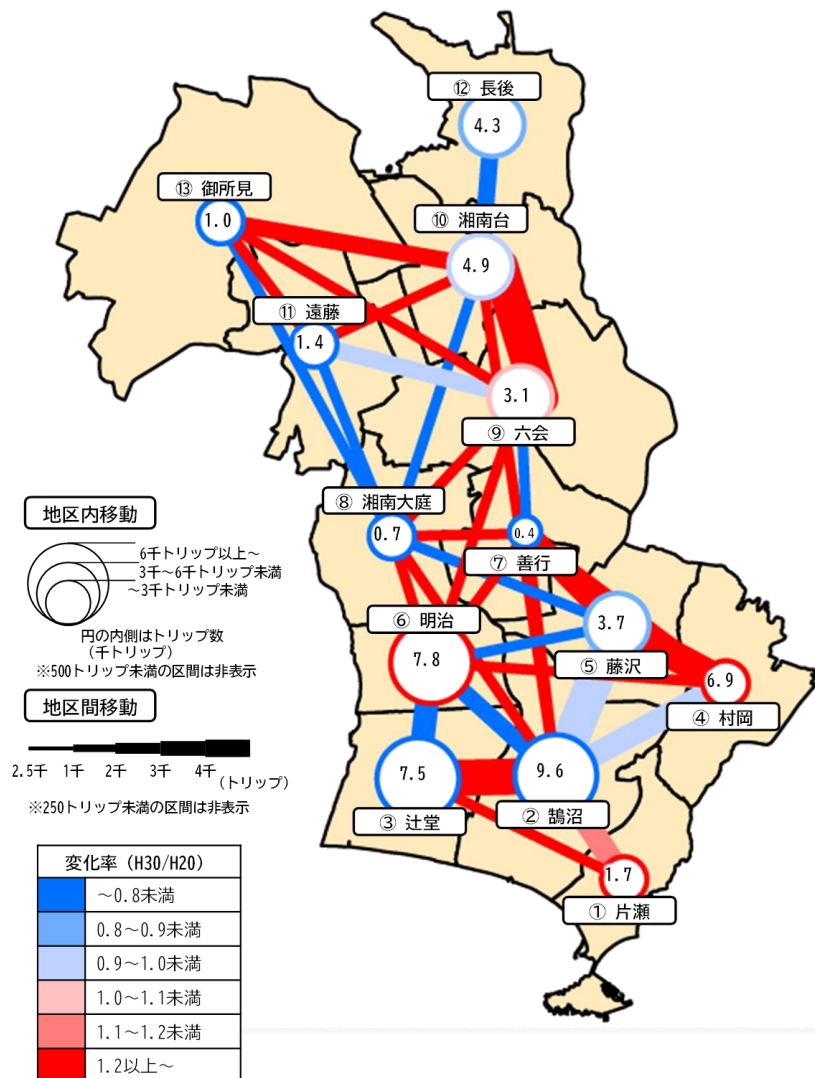 ⑫ 長後
4.3
⑬ 御所見
1.0
⑩ 湘南台
4.9
⑪ 遠藤
1.4
3.1
⑨ 六会
⑧ 湘南大庭
0.7
0.4
⑦ 善行
⑥ 明治
7.8
3.7
⑤ 藤沢
6.9
④ 村岡
7.5
③ 辻堂
9.6
② 鵠沼
1.7
① 片瀬
地区内移動
6千トリップ以上~
3千~6千トリップ未満
~3千トリップ未満
円の内側はトリップ数
(千トリップ)
※500トリップ未満の区間は非表示
地区間移動
2.5千 1千 2千 3千 4千 (トリップ)
※250トリップ未満の区間は非表示
変化率 (H30/H20)
~0.8未満
0.8~0.9未満
0.9~1.0未満
1.0~1.1未満
1.1~1.2未満
1.2以上~